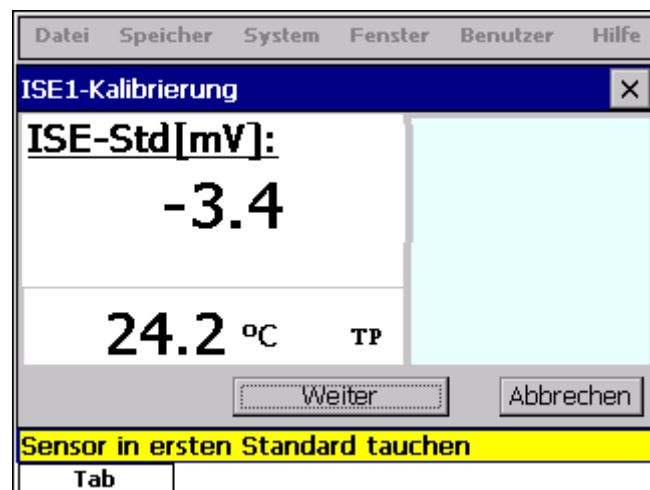 Datei Speicher System Fenster Benutzer Hilfe
ISE1-Kalibrierung
ISE-Std[mV]:
-3.4
24.2 ºC TP
Weiter Abbrechen
Sensor in ersten Standard tauchen
Tab